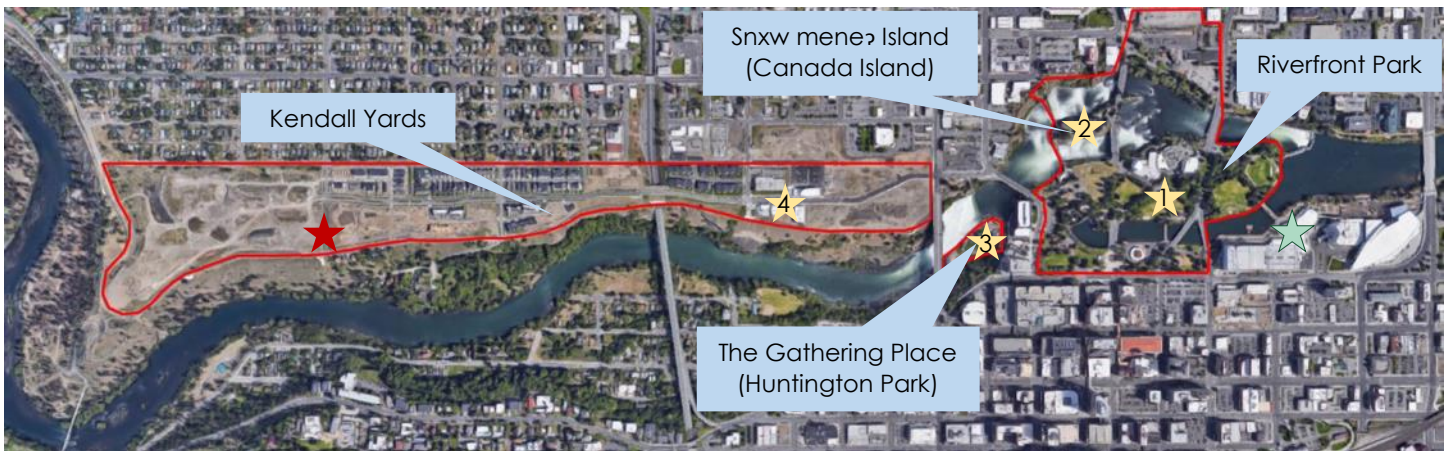 Snxw meneɂ Island
(Canada Island)
Riverfront Park
Kendall Yards
2
1
4
3
The Gathering Place
(Huntington Park)